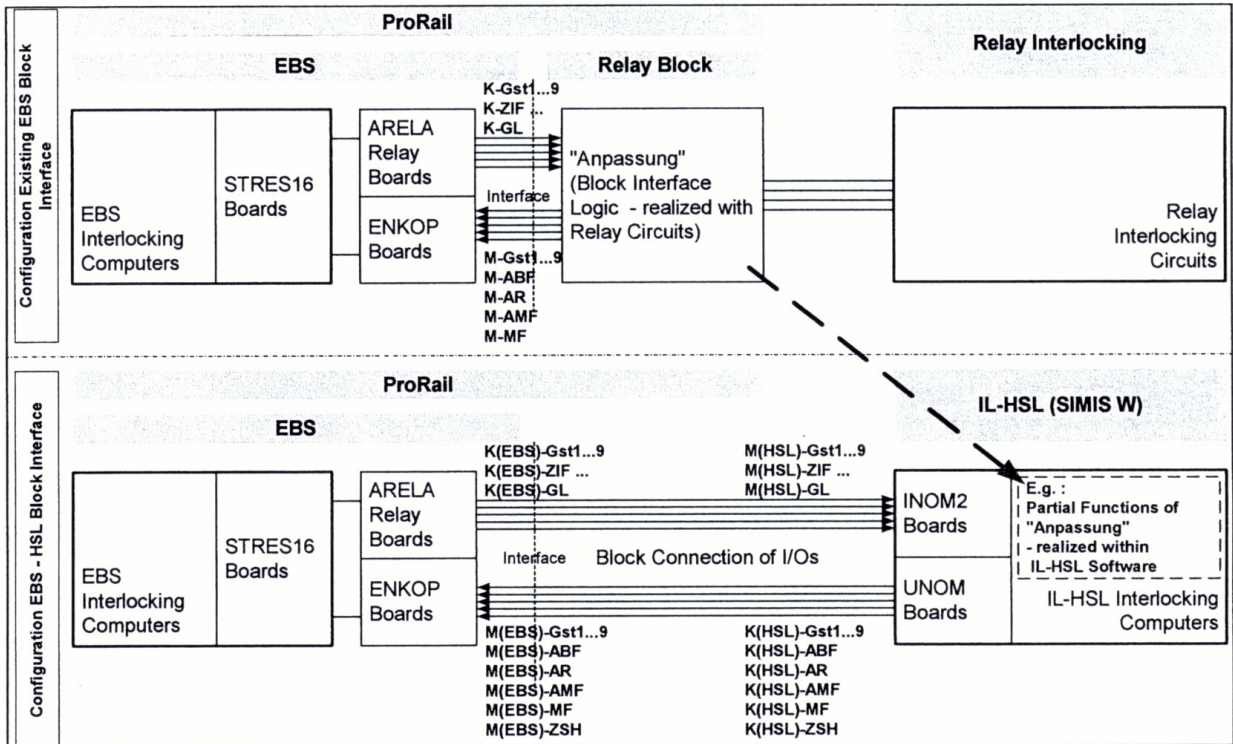 Configuration Existing EBS Block
Interface
ProRail
EBS
Relay Block
Relay Interlocking
EBS
Interlocking
Computers
STRES16
Boards
ARELA
Relay
Boards
ENKOP
Boards
K-Gst1...9
K-ZIF ...
K-GL
Interface
M-Gst1...9
M-ABF
M-AR
M-AMF
M-MF
"Anpassung"
(Block Interface
Logic - realized with
Relay Circuits)
Relay
Interlocking
Circuits
Configuration EBS - HSL Block Interface
ProRail
EBS
IL-HSL (SIMIS W)
EBS
Interlocking
Computers
STRES16
Boards
ARELA
Relay
Boards
ENKOP
Boards
K(EBS)-Gst1...9
K(EBS)-ZIF ...
K(EBS)-GL
M(HSL)-Gst1...9
M(HSL)-ZIF ...
M(HSL)-GL
Interface
Block Connection of I/Os
M(EBS)-Gst1...9
M(EBS)-ABF
M(EBS)-AR
M(EBS)-AMF
M(EBS)-MF
M(EBS)-ZSH
K(HSL)-Gst1...9
K(HSL)-ABF
K(HSL)-AR
K(HSL)-AMF
K(HSL)-MF
K(HSL)-ZSH
INOM2
Boards
UNOM
Boards
E.g. :
Partial Functions of
"Anpassung"
- realized within
IL-HSL Software
IL-HSL Interlocking
Computers